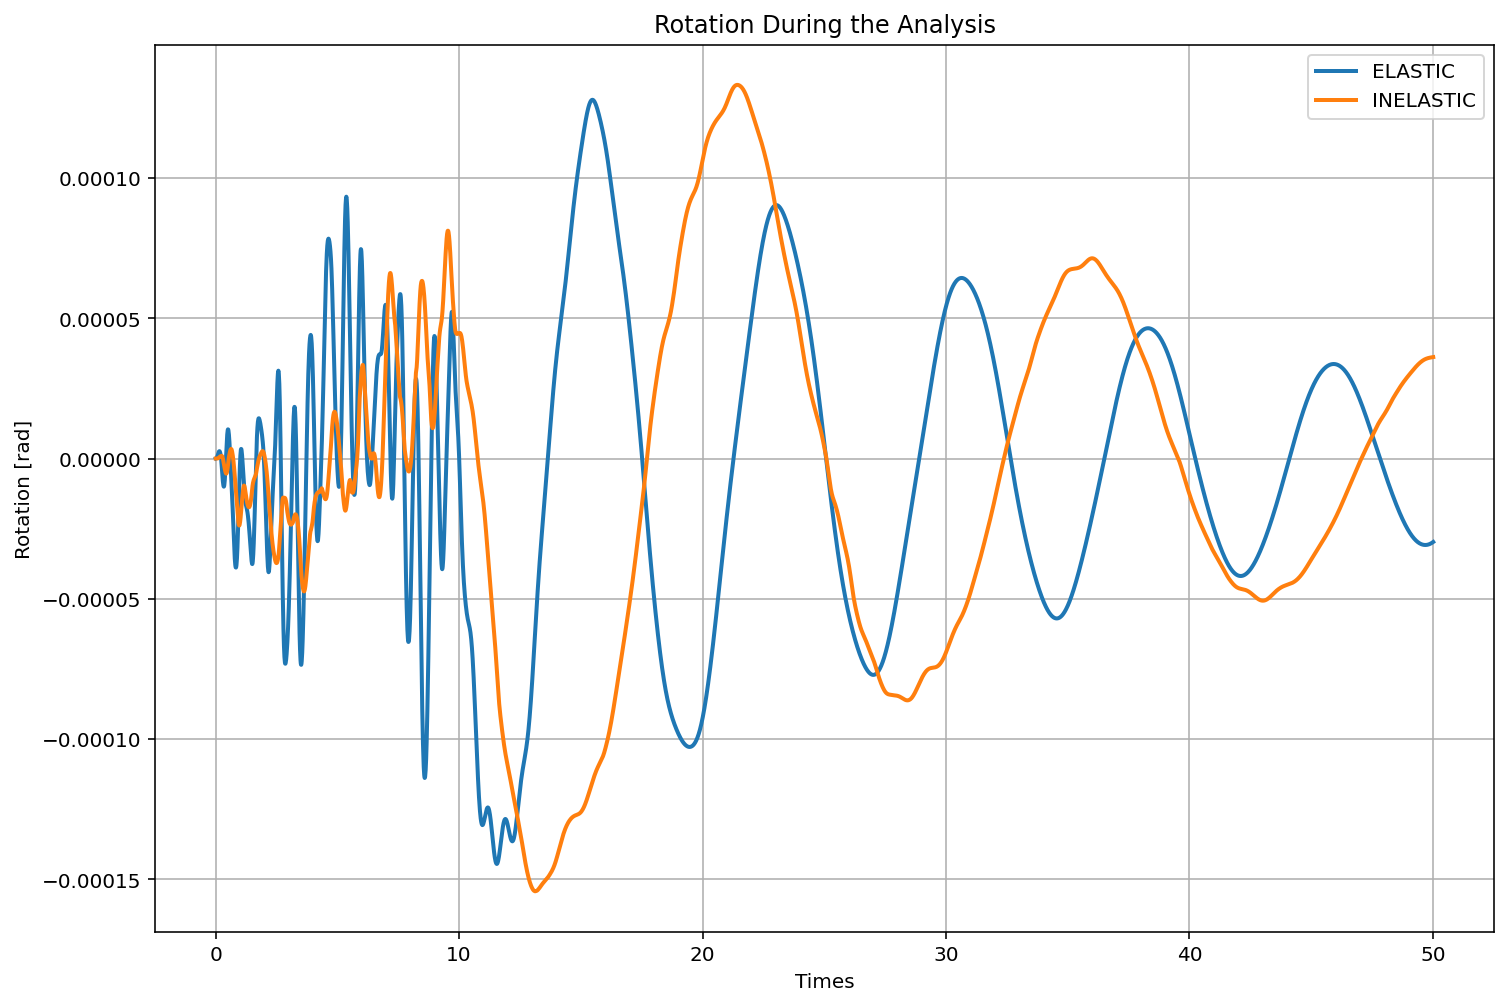 Rotation During the Analysis
ELASTIC
INELASTIC
Rotation [rad]
0.00010
0.00005
0.00000
−0.00005
−0.00010
−0.00015
0 10 20 30 40 50
Times